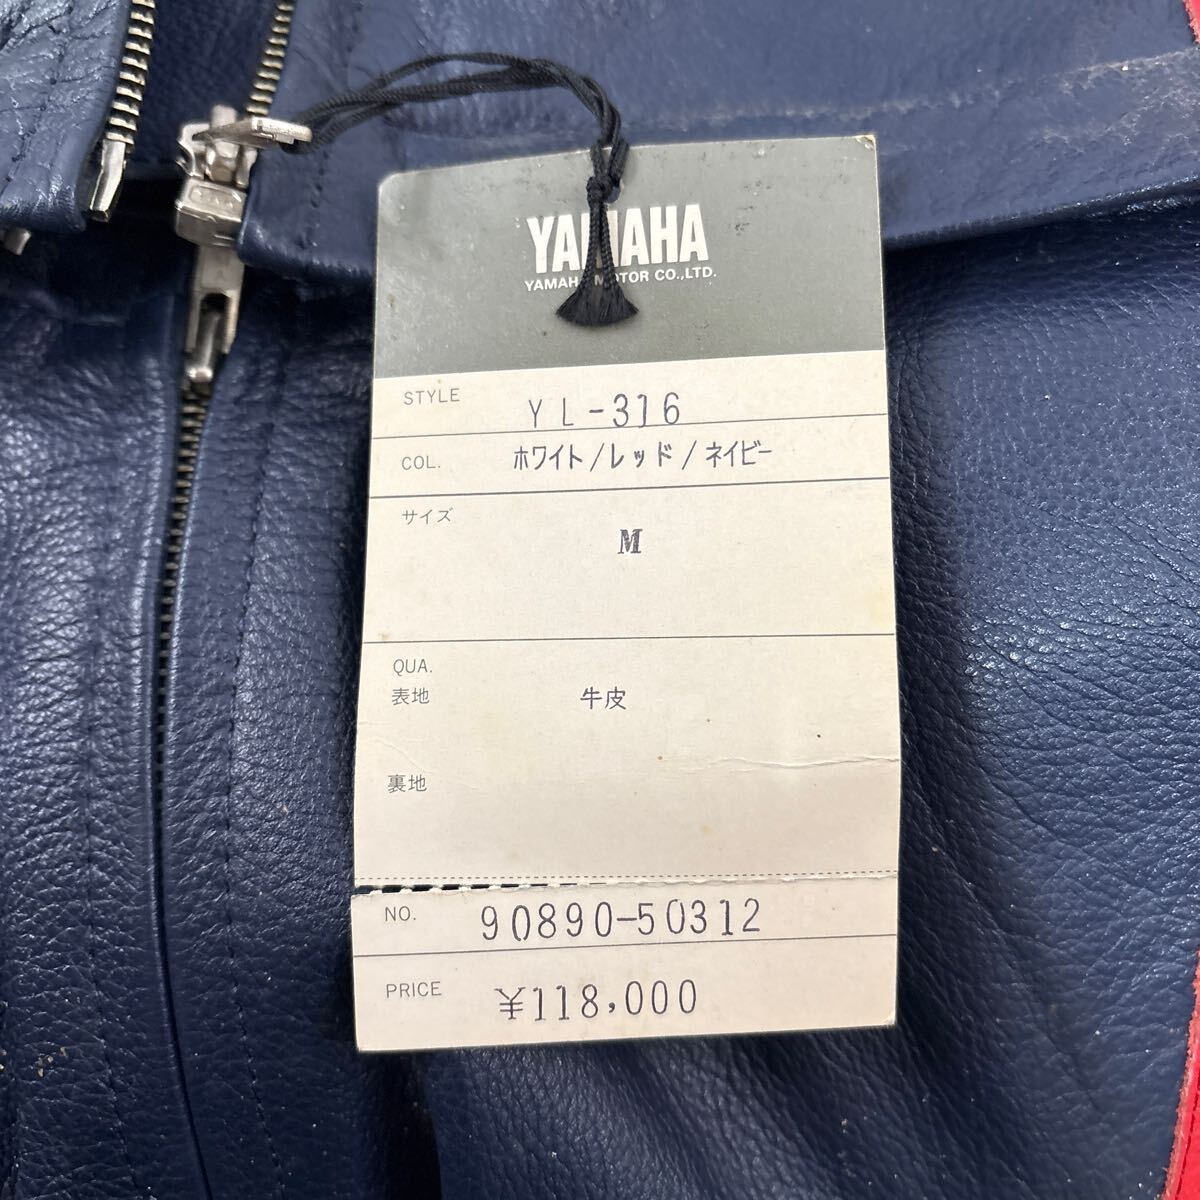 YAMAHA
YAMAHA MOTOR CO.,LTD.
STYLE YL-316
COL. ホワイト/レッド/ネイビー
サイズ
M
QUA.
表地 牛皮
裏地
NO. 90890-50312
PRICE ¥118,000